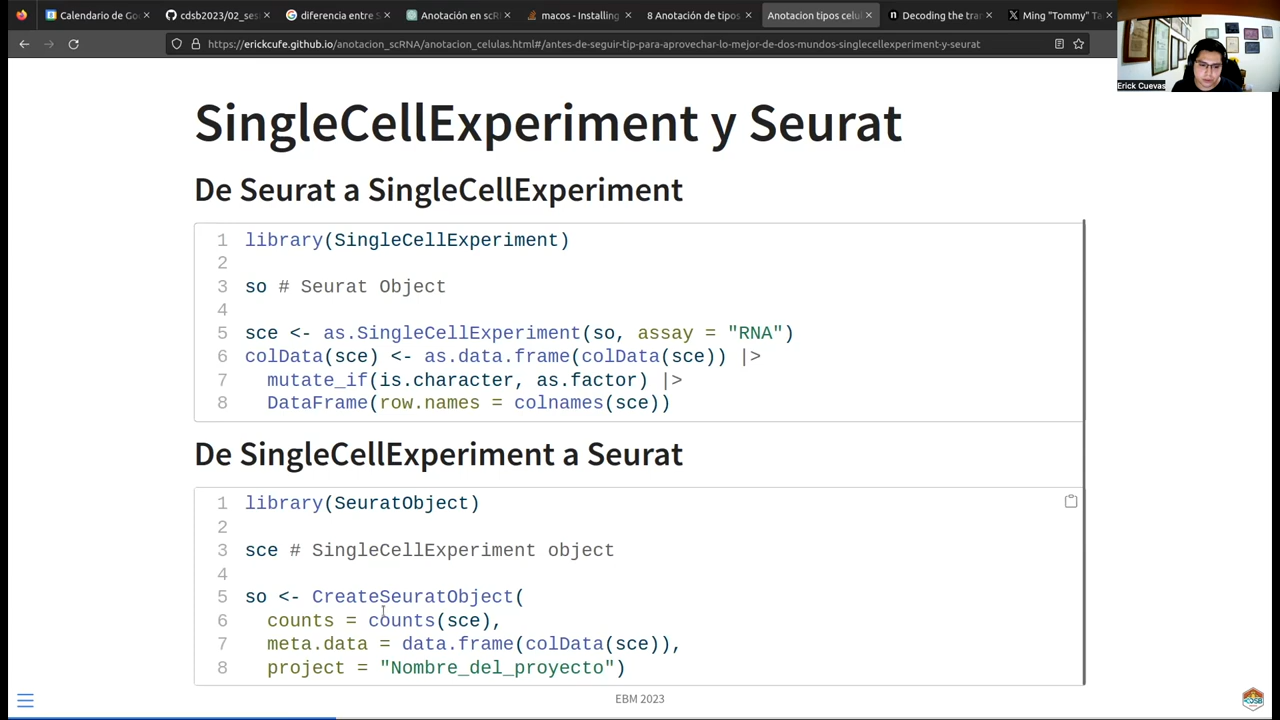 Calendario de Go
cdsb2023/02_ses
diferencia entre S
Anotación en scR
macos - Installing
8 Anotación de tipos
Anotacion tipos celul
Decoding the tra
Ming "Tommy" Ta
https://erickcufe.github.io/anotacion_scRNA/anotacion_celulas.html#/antes-de-seguir-tip-para-aprovechar-lo-mejor-de-dos-mundos-singlecellexperiment-y-seurat
Erick Cuevas
SingleCellExperiment y Seurat
De Seurat a SingleCellExperiment
1 library(SingleCellExperiment)
2
3 so # Seurat Object
4
5 sce <- as.SingleCellExperiment(so, assay = "RNA")
6 colData(sce) <- as.data.frame(colData(sce)) |>
7 mutate_if(is.character, as.factor) |>
8 DataFrame(row.names = colnames(sce))
De SingleCellExperiment a Seurat
1 library(SeuratObject)
2
3 sce # SingleCellExperiment object
4
5 so <- CreateSeuratObject(
6 counts = counts(sce),
7 meta.data = data.frame(colData(sce)),
8 project = "Nombre_del_proyecto")
EBM 2023